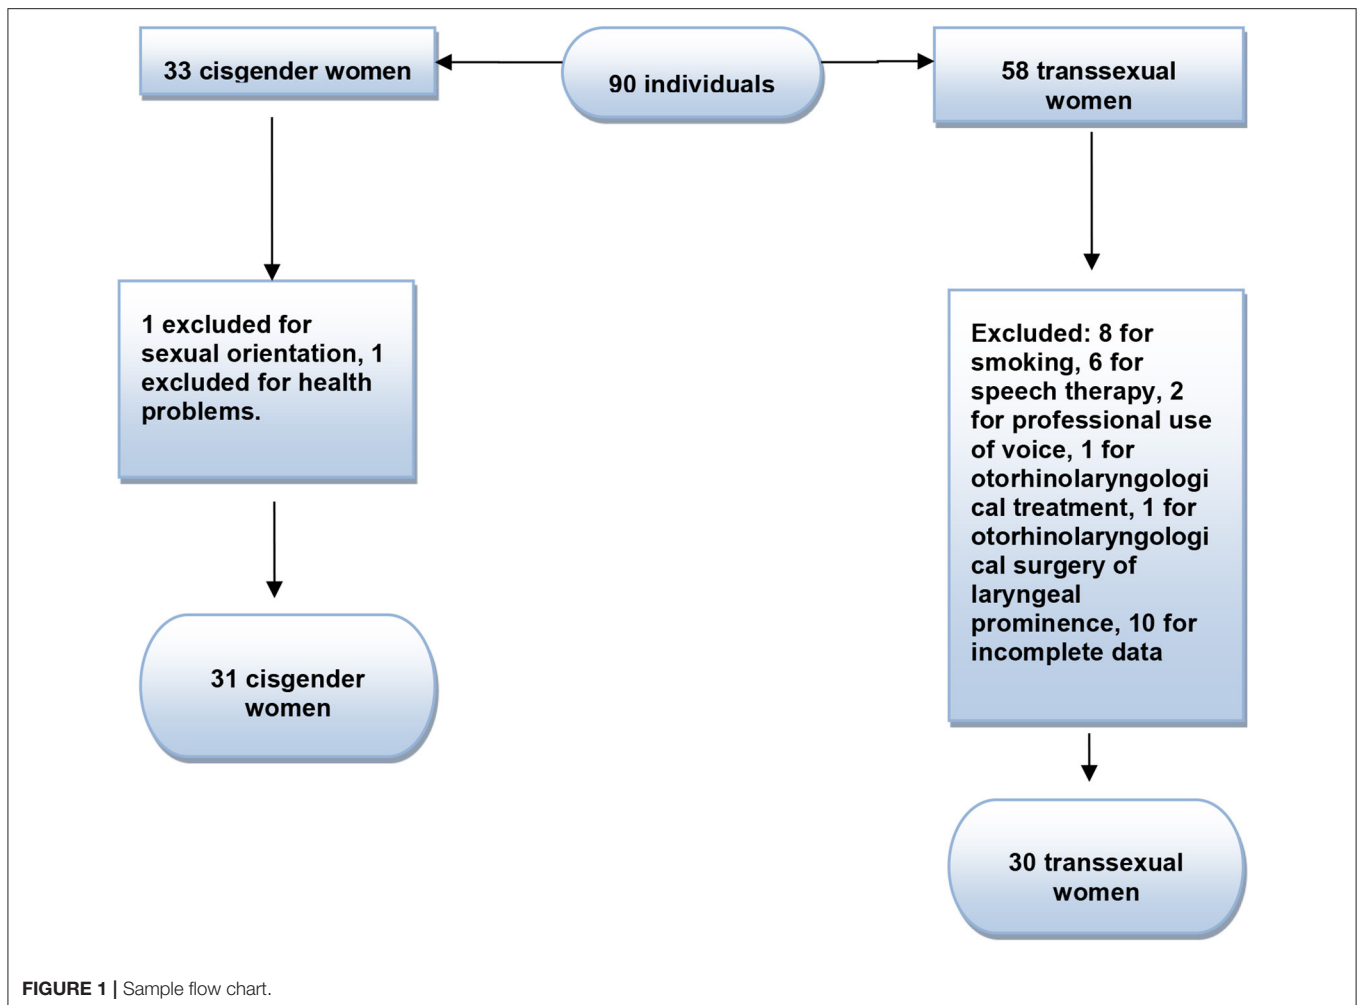 33 cisgender women
90 individuals
58 transsexual
women
1 excluded for
sexual orientation, 1
excluded for health
problems.
Excluded: 8 for
smoking, 6 for
speech therapy, 2
for professional use
of voice, 1 for
otorhinolaryngologi
cal treatment, 1 for
otorhinolaryngologi
cal surgery of
laryngeal
prominence, 10 for
incomplete data
31 cisgender
women
30 transsexual
women
FIGURE 1 | Sample flow chart.